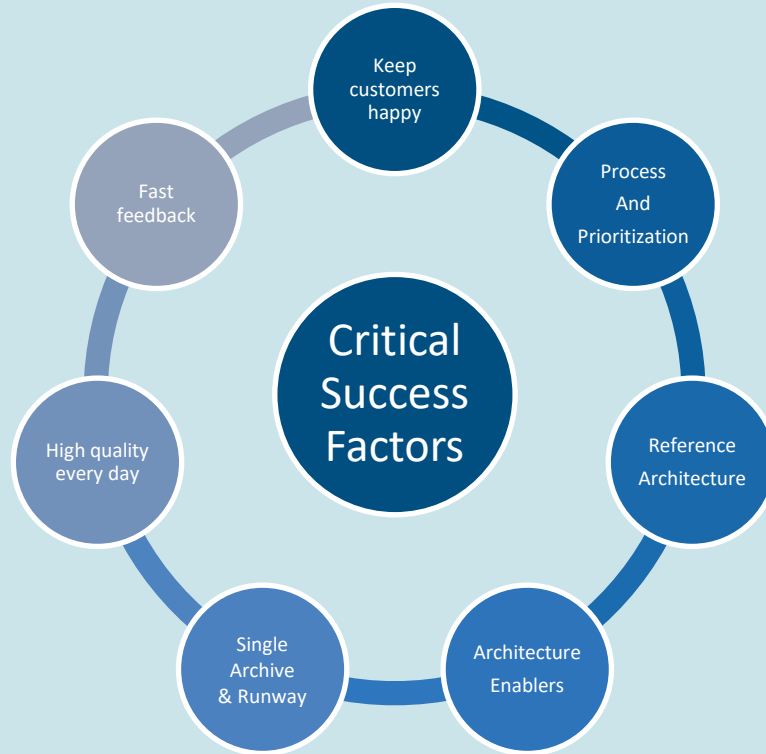 Keep
customers
happy
Process
And
Prioritization
Reference
Architecture
Architecture
Enablers
Single
Archive
& Runway
High quality
every day
Fast
feedback
Critical
Success
Factors